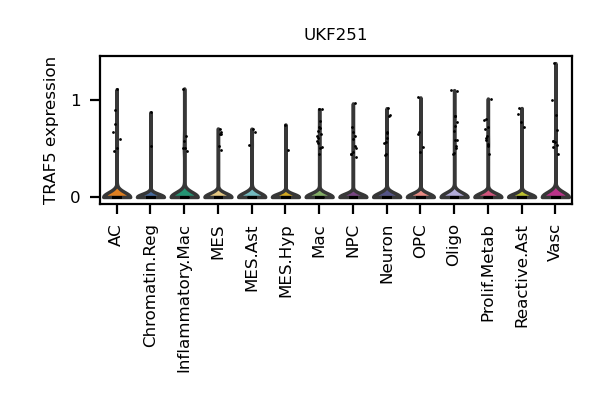 UKF251
TRAF5 expression
1
0
AC
Chromatin.Reg
Inflammatory.Mac
MES
MES.Ast
MES.Hyp
Mac
NPC
Neuron
OPC
Oligo
Prolif.Metab
Reactive.Ast
Vasc